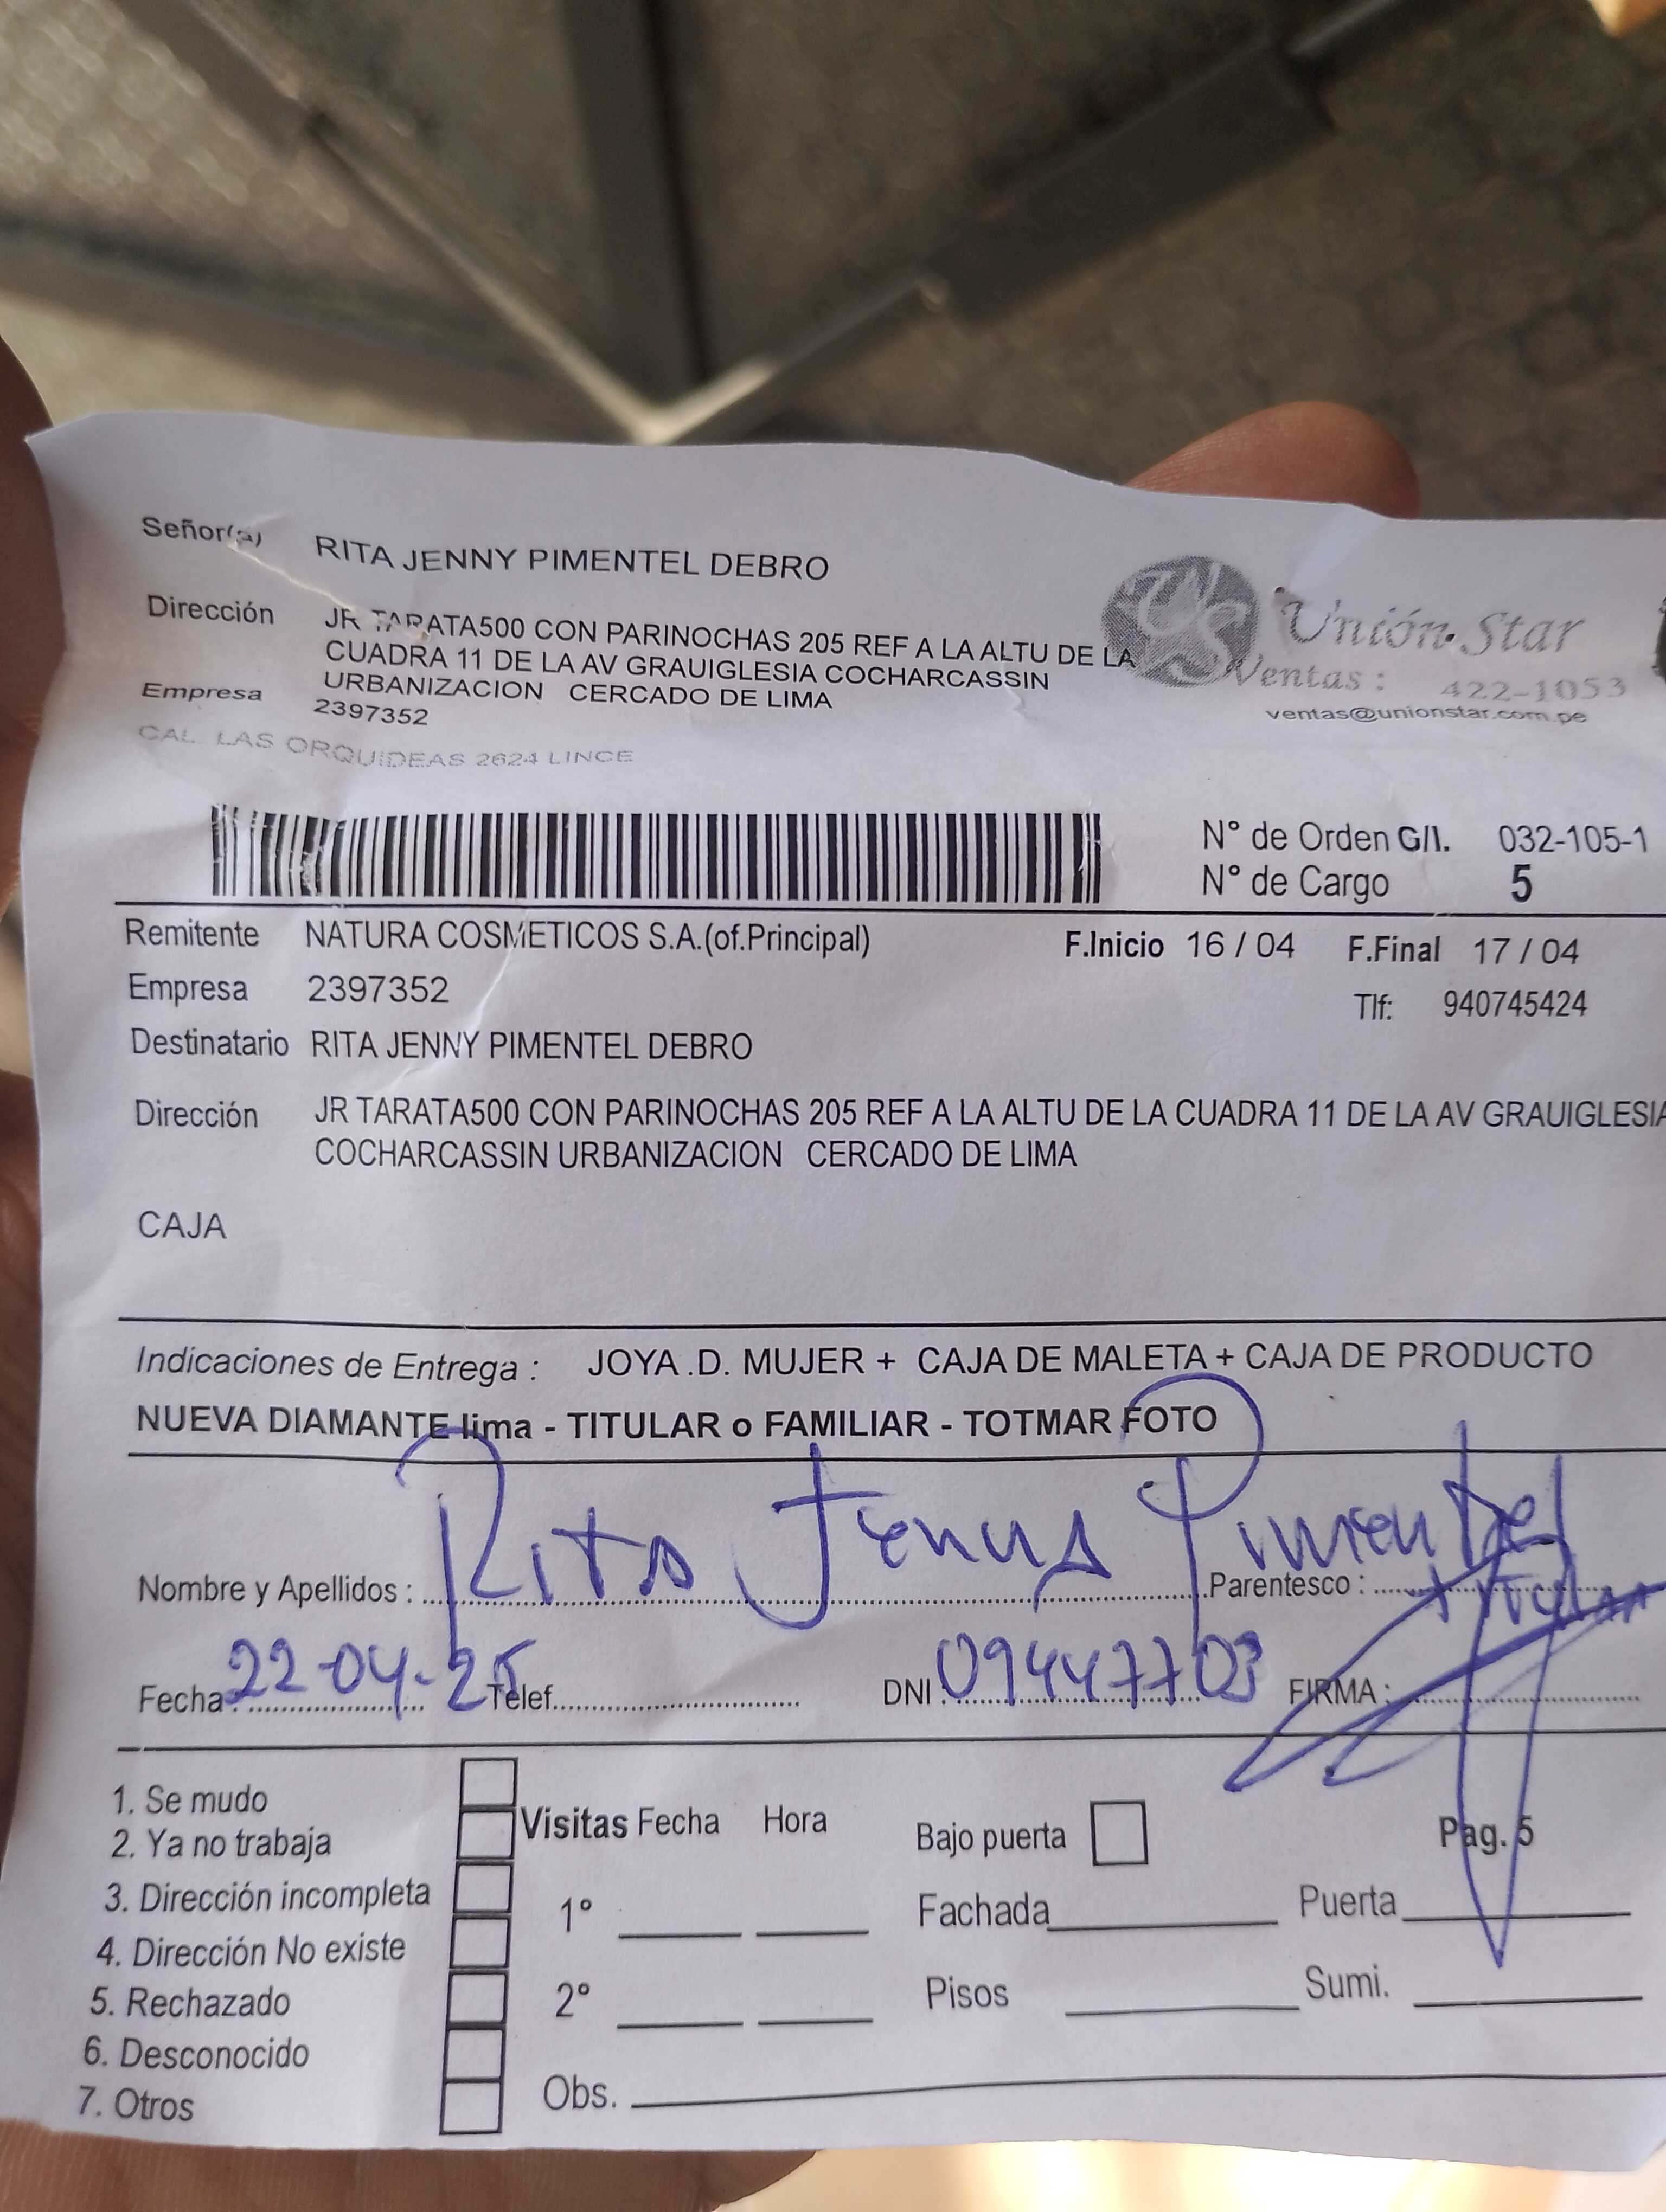 Señor(a) RITA JENNY PIMENTEL DEBRO
Dirección JR TARATA500 CON PARINOCHAS 205 REF A LA ALTU DE LA
CUADRA 11 DE LA AV GRAUIGLESIA COCHARCASSIN
URBANIZACION CERCADO DE LIMA
Empresa 2397352
CAL. LAS ORQUIDEAS 2624 LINCE
Unión Star
Ventas : 422-1053
ventas@unionstar.com.pe
N° de Orden G/I. 032-105-1
N° de Cargo 5
Remitente NATURA COSMETICOS S.A.(of.Principal) F.Inicio 16 / 04 F.Final 17 / 04
Empresa 2397352 Tlf: 940745424
Destinatario RITA JENNY PIMENTEL DEBRO
Dirección JR TARATA500 CON PARINOCHAS 205 REF A LA ALTU DE LA CUADRA 11 DE LA AV GRAUIGLESIA
COCHARCASSIN URBANIZACION CERCADO DE LIMA
CAJA
Indicaciones de Entrega : JOYA .D. MUJER + CAJA DE MALETA + CAJA DE PRODUCTO
NUEVA DIAMANTE lima - TITULAR o FAMILIAR - TOTMAR FOTO
Nombre y Apellidos : Rita Jenny Pimentel Parentesco : titular
Fecha : 22-04-25 Telef. DNI : 09447703 FIRMA :
1. Se mudo
2. Ya no trabaja
3. Dirección incompleta
4. Dirección No existe
5. Rechazado
6. Desconocido
7. Otros
Visitas Fecha Hora
1°
2°
Obs.
Bajo puerta Pag. 5
Fachada Puerta
Pisos Sumi.